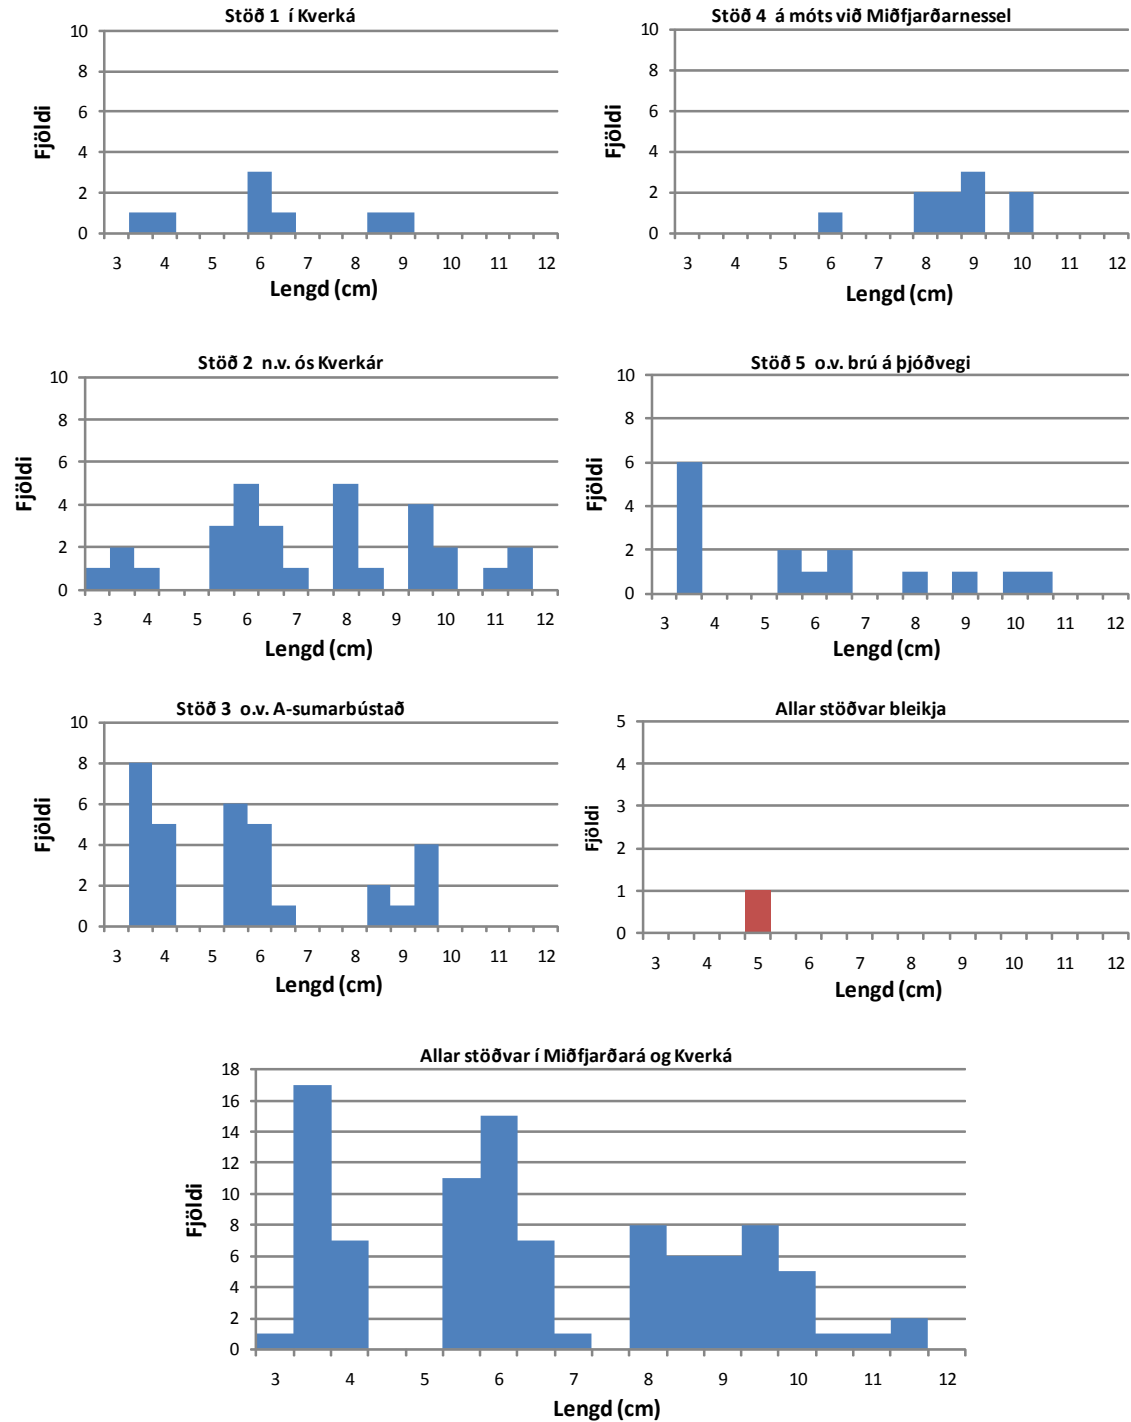 Stöð 1 í Kverká
10
8
6
4
2
0
Fjöldi
3 4 5 6 7 8 9 10 11 12
Lengd (cm)
Stöð 4 á móts við Miðfjarðarnessel
10
8
6
4
2
0
Fjöldi
3 4 5 6 7 8 9 10 11 12
Lengd (cm)
Stöð 2 n.v. ós Kverkár
10
8
6
4
2
0
Fjöldi
3 4 5 6 7 8 9 10 11 12
Lengd (cm)
Stöð 5 o.v. brú á þjóðvegi
10
8
6
4
2
0
Fjöldi
3 4 5 6 7 8 9 10 11 12
Lengd (cm)
Stöð 3 o.v. A-sumarbústað
10
8
6
4
2
0
Fjöldi
3 4 5 6 7 8 9 10 11 12
Lengd (cm)
Allar stöðvar bleikja
5
4
3
2
1
0
Fjöldi
3 4 5 6 7 8 9 10 11 12
Lengd (cm)
Allar stöðvar í Miðfjarðará og Kverká
18
16
14
12
10
8
6
4
2
0
Fjöldi
3 4 5 6 7 8 9 10 11 12
Lengd (cm)